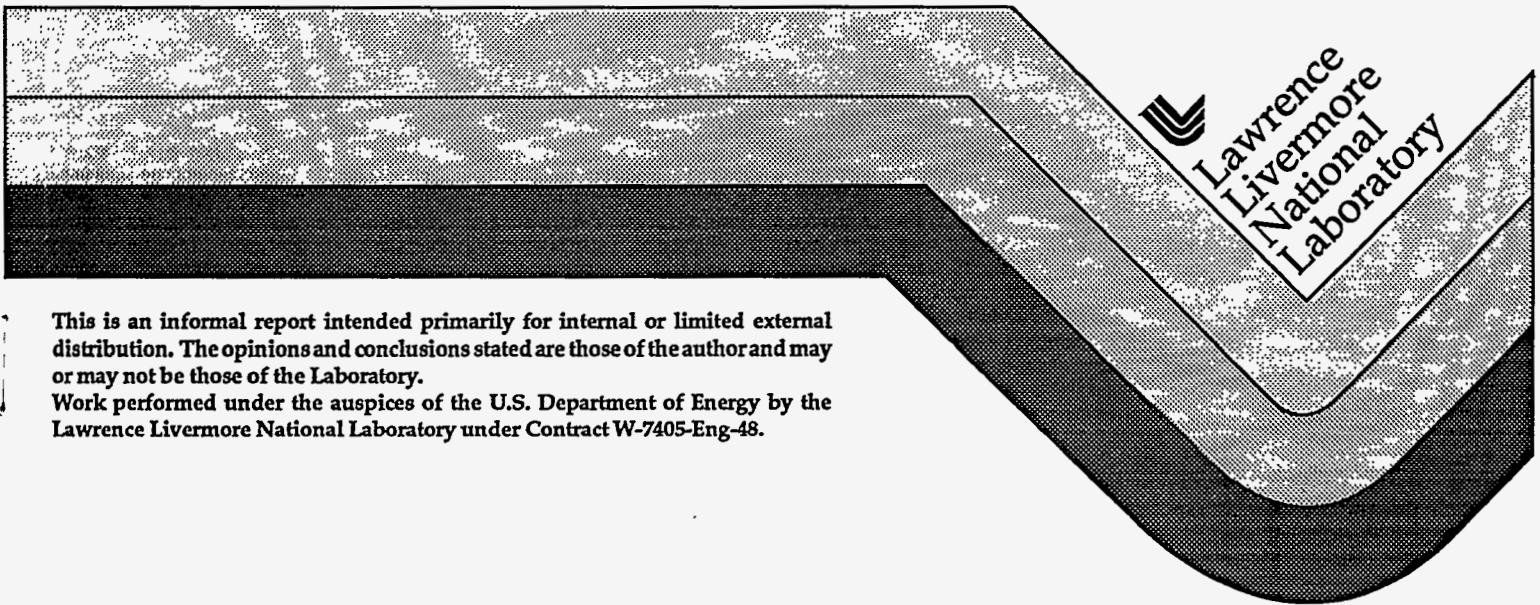 Lawrence
Livermore
National
Laboratory
This is an informal report intended primarily for internal or limited external
distribution. The opinions and conclusions stated are those of the author and may
or may not be those of the Laboratory.
Work performed under the auspices of the U.S. Department of Energy by the
Lawrence Livermore National Laboratory under Contract W-7405-Eng-48.